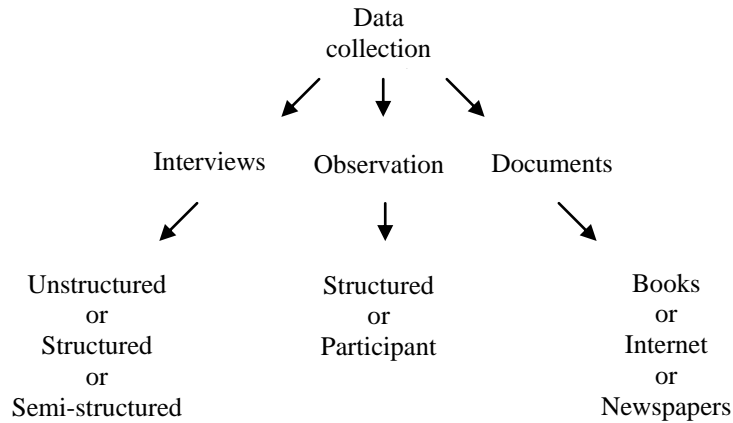 Data
collection
Interviews
Observation
Documents
Unstructured
or
Structured
or
Semi-structured
Structured
or
Participant
Books
or
Internet
or
Newspapers